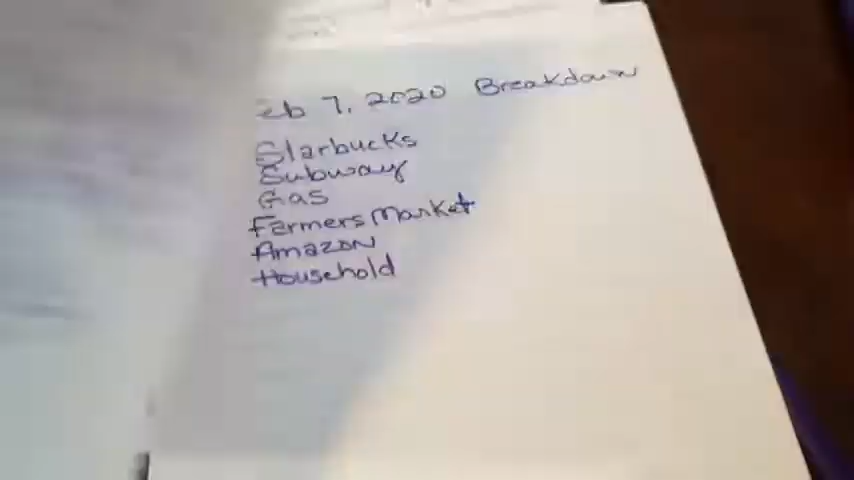 eb 7, 2020 Breakdown
Starbucks
Subway
Gas
Farmers Market
Amazon
Household